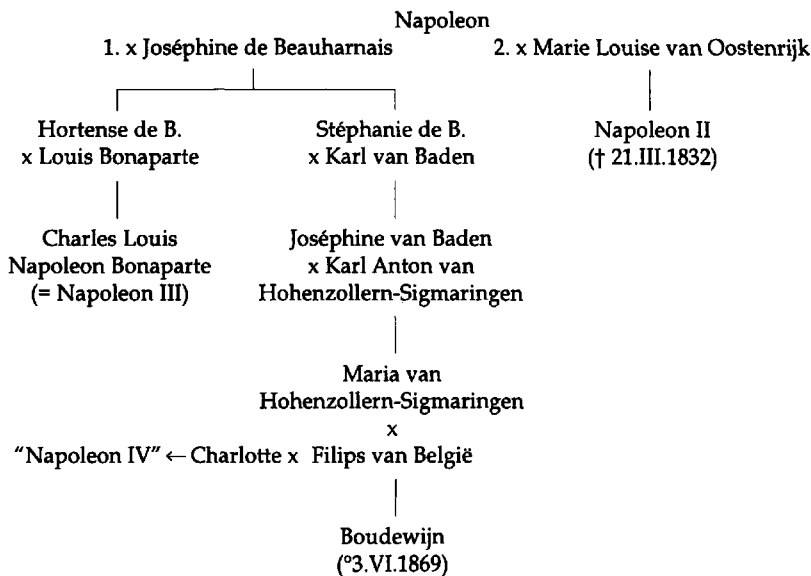 Napoleon
1. x Joséphine de Beauharnais 2. x Marie Louise van Oostenrijk
Hortense de B. Stéphanie de B. Napoleon II
x Louis Bonaparte x Karl van Baden († 21.III.1832)
Charles Louis Joséphine van Baden
Napoleon Bonaparte x Karl Anton van
(= Napoleon III) Hohenzollern-Sigmaringen
Maria van
Hohenzollern-Sigmaringen
x
"Napoleon IV" ← Charlotte x Filips van België
Boudewijn
(°3.VI.1869)